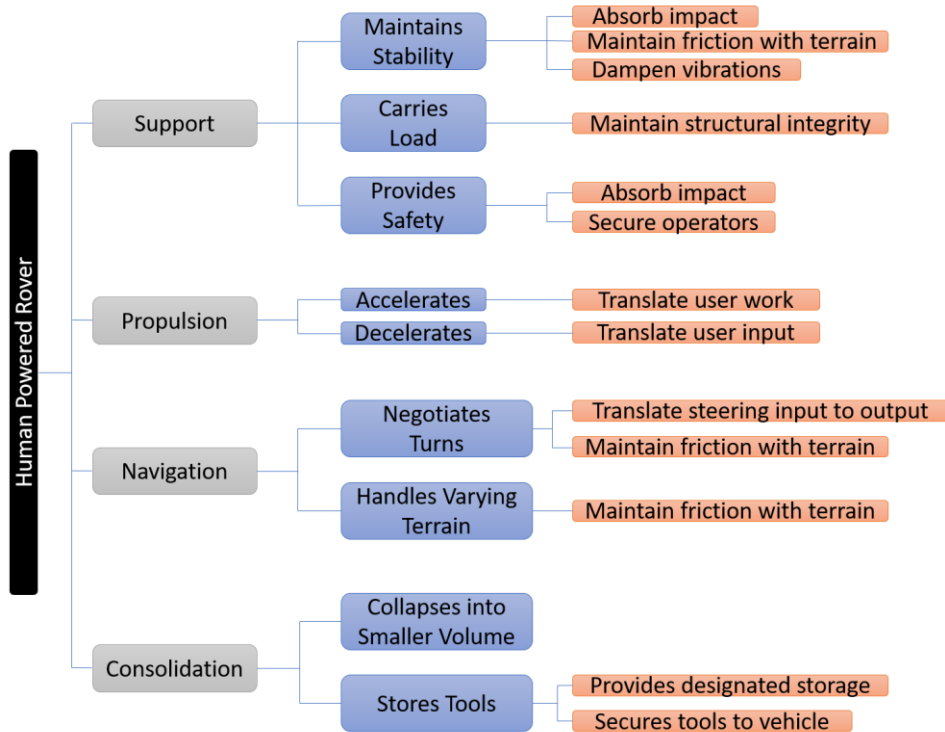 Human Powered Rover
Support
Maintains
Stability
Absorb impact
Maintain friction with terrain
Dampen vibrations
Carries
Load
Maintain structural integrity
Provides
Safety
Absorb impact
Secure operators
Propulsion
Accelerates
Translate user work
Decelerates
Translate user input
Navigation
Negotiates
Turns
Translate steering input to output
Maintain friction with terrain
Handles Varying
Terrain
Maintain friction with terrain
Consolidation
Collapses into
Smaller Volume
Stores Tools
Provides designated storage
Secures tools to vehicle